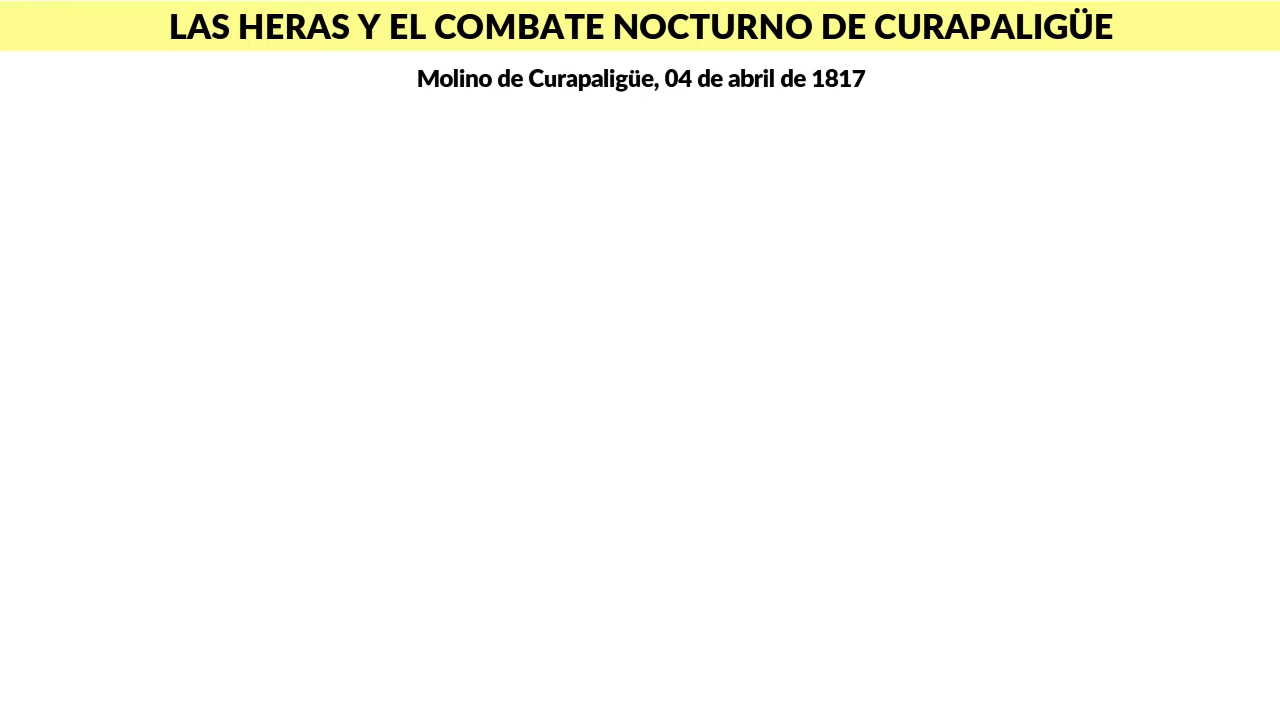 LAS HERAS Y EL COMBATE NOCTURNO DE CURAPALIGÜE
Molino de Curapaligüe, 04 de abril de 1817